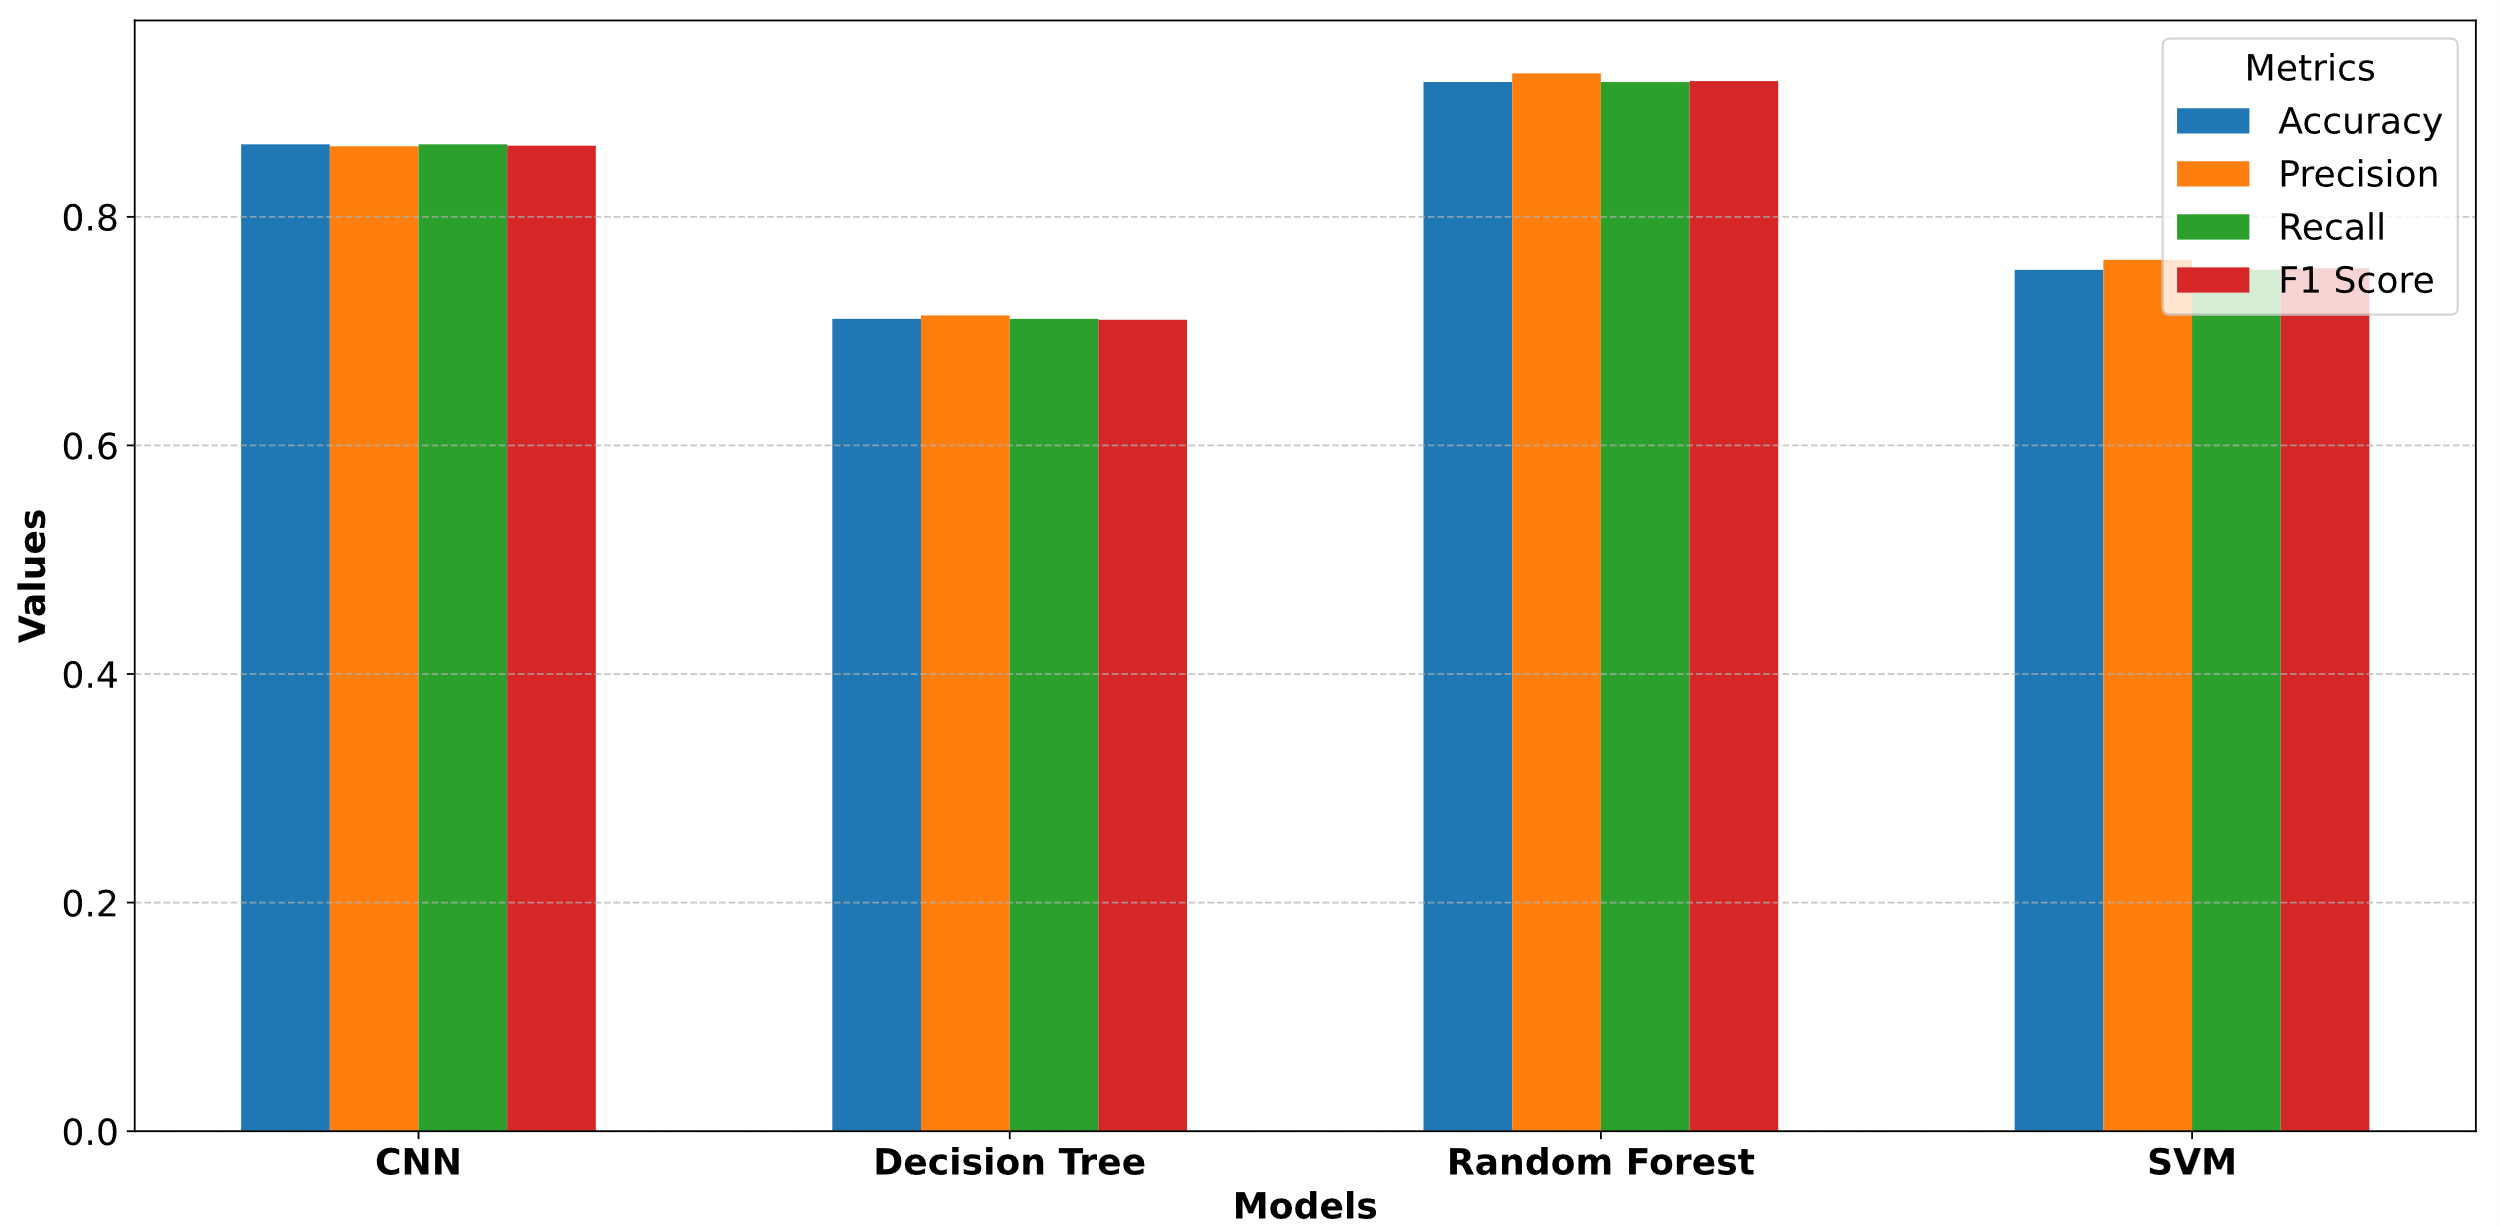 Metrics
Accuracy
Precision
Recall
F1 Score
0.8
0.6
0.4
0.2
0.0
Values
CNN Decision Tree Random Forest SVM
Models